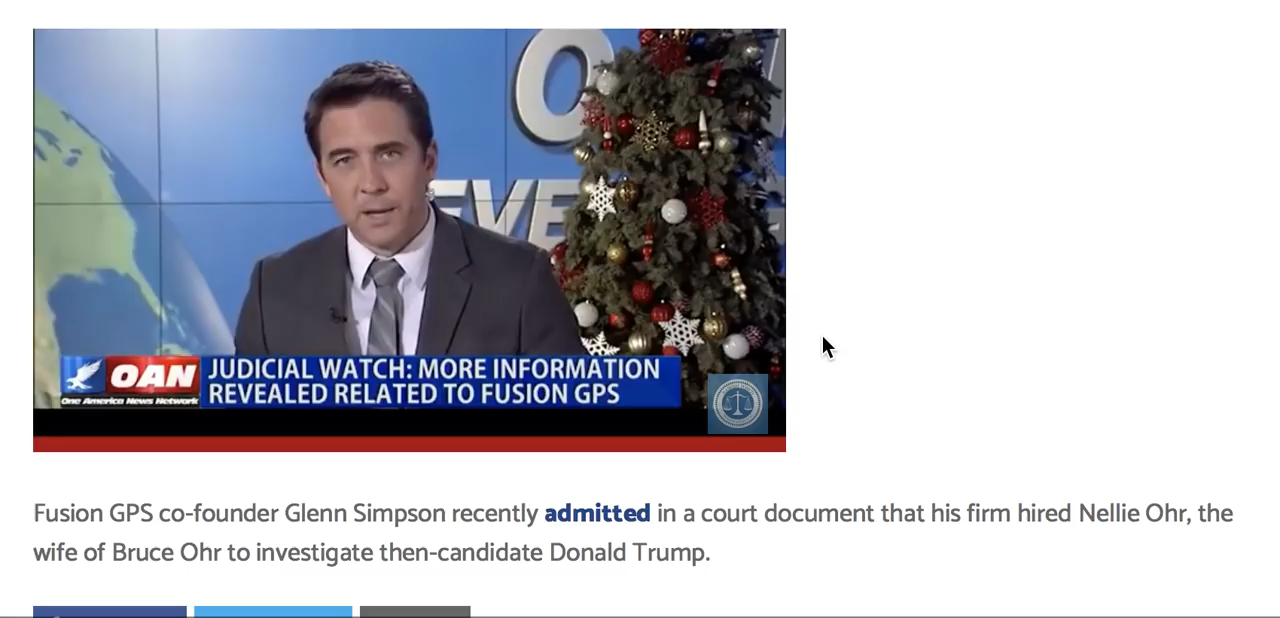 O
EVE
OAN
One America News Network
JUDICIAL WATCH: MORE INFORMATION
REVEALED RELATED TO FUSION GPS
Fusion GPS co-founder Glenn Simpson recently admitted in a court document that his firm hired Nellie Ohr, the
wife of Bruce Ohr to investigate then-candidate Donald Trump.